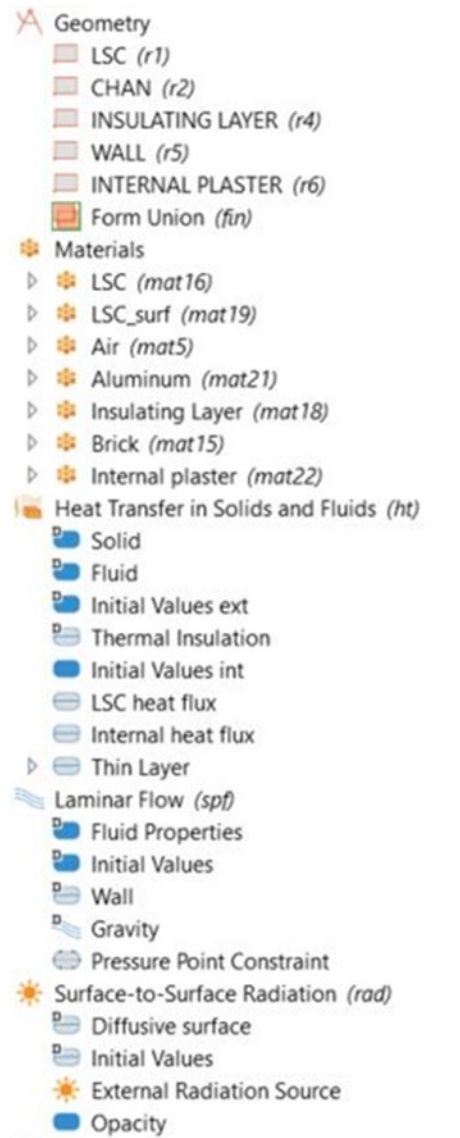 Geometry
LSC (r1)
CHAN (r2)
INSULATING LAYER (r4)
WALL (r5)
INTERNAL PLASTER (r6)
Form Union (fin)
Materials
LSC (mat16)
LSC_surf (mat19)
Air (mat5)
Aluminum (mat21)
Insulating Layer (mat18)
Brick (mat15)
Internal plaster (mat22)
Heat Transfer in Solids and Fluids (ht)
Solid
Fluid
Initial Values ext
Thermal Insulation
Initial Values int
LSC heat flux
Internal heat flux
Thin Layer
Laminar Flow (spf)
Fluid Properties
Initial Values
Wall
Gravity
Pressure Point Constraint
Surface-to-Surface Radiation (rad)
Diffusive surface
Initial Values
External Radiation Source
Opacity